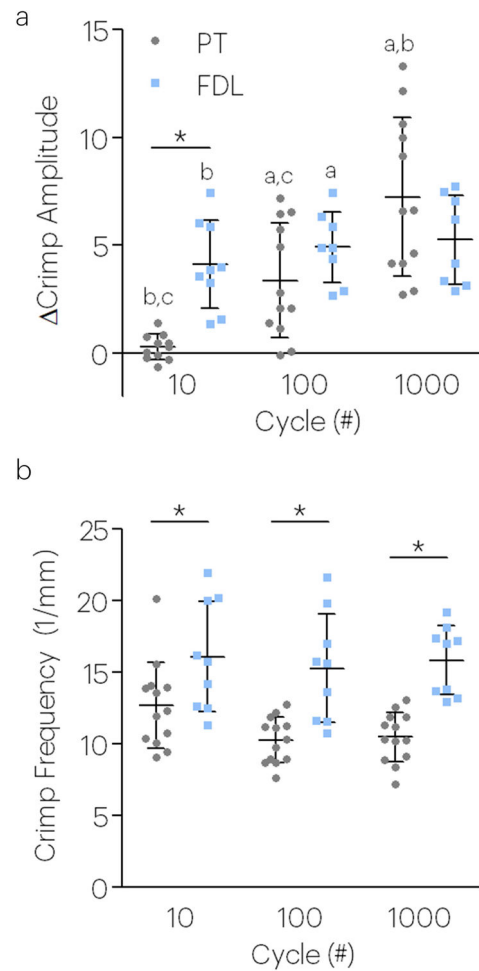 a
15
PT
FDL
a,b
10
*
b
a,c
a
5
b,c
0
ΔCrimp Amplitude
10
100
1000
Cycle (#)
b
*
*
*
25
20
15
10
5
0
Crimp Frequency (1/mm)
10
100
1000
Cycle (#)